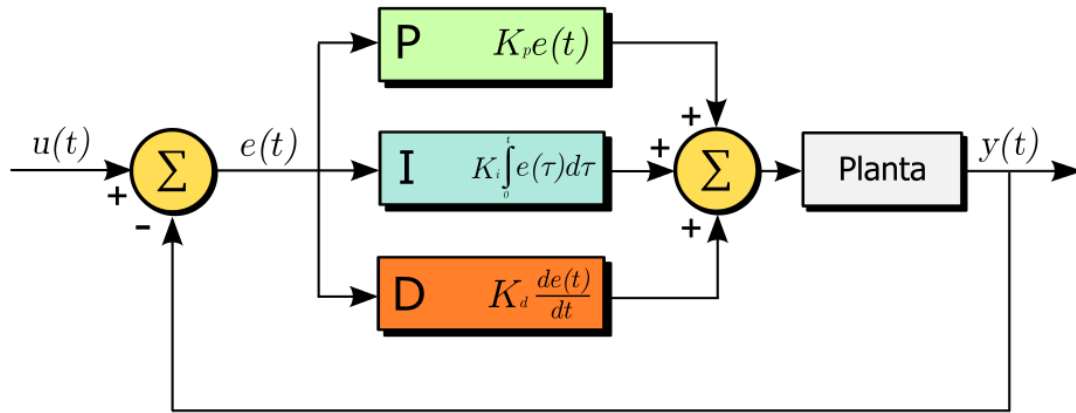 u(t)
+
-
Σ
e(t)
P K_p e(t)
I K_i ∫_0^t e(τ)dτ
D K_d de(t)/dt
+
+
+
Σ
Planta
y(t)